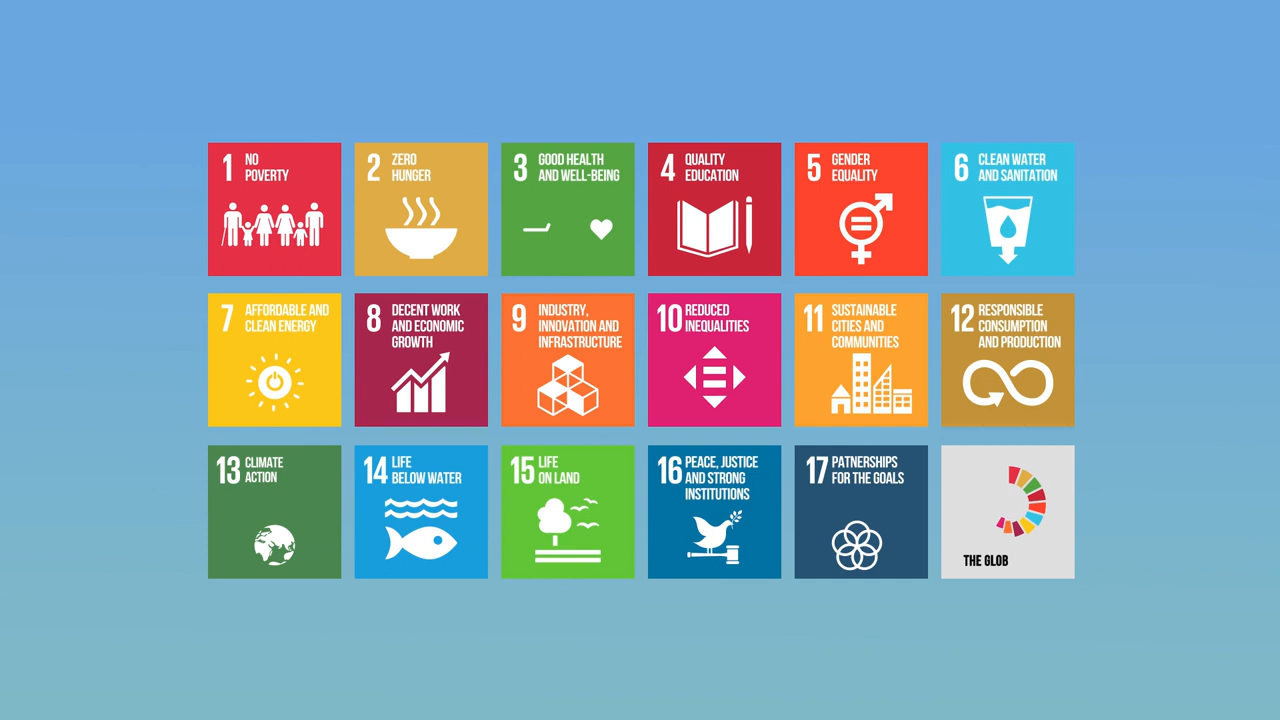 1 NO
POVERTY
2 ZERO
HUNGER
3 GOOD HEALTH
AND WELL-BEING
4 QUALITY
EDUCATION
5 GENDER
EQUALITY
6 CLEAN WATER
AND SANITATION
7 AFFORDABLE AND
CLEAN ENERGY
8 DECENT WORK
AND ECONOMIC
GROWTH
9 INDUSTRY,
INNOVATION AND
INFRASTRUCTURE
10 REDUCED
INEQUALITIES
11 SUSTAINABLE
CITIES AND
COMMUNITIES
12 RESPONSIBLE
CONSUMPTION
AND PRODUCTION
13 CLIMATE
ACTION
14 LIFE
BELOW WATER
15 LIFE
ON LAND
16 PEACE, JUSTICE
AND STRONG
INSTITUTIONS
17 PATNERSHIPS
FOR THE GOALS
THE GLOB